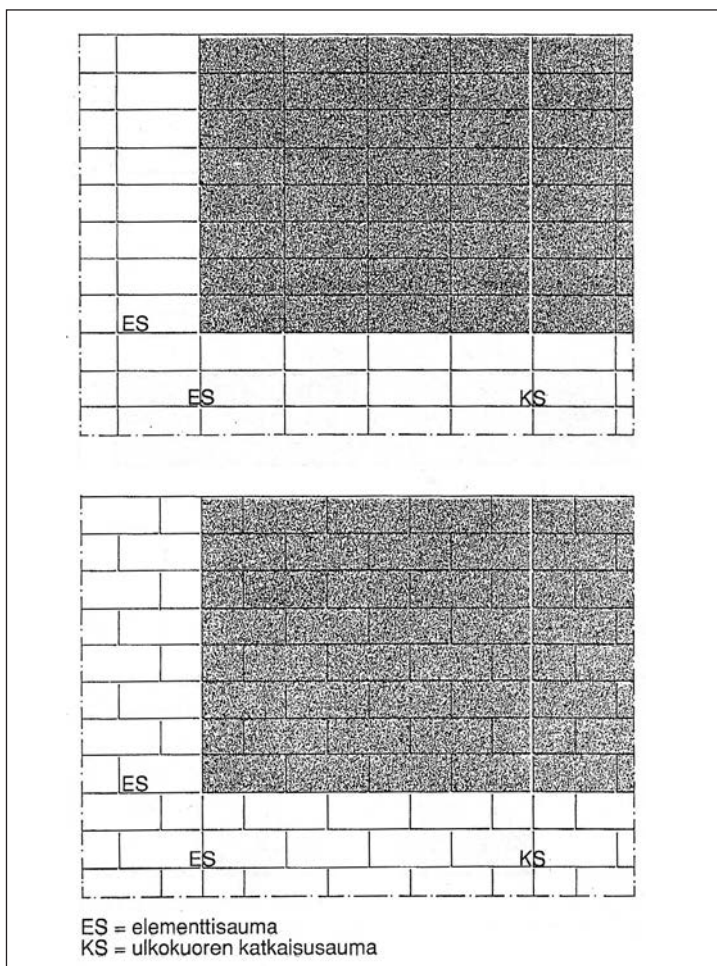 ES
ES KS
ES
ES KS
ES = elementtisauma
KS = ulkokuoren katkaisusauma